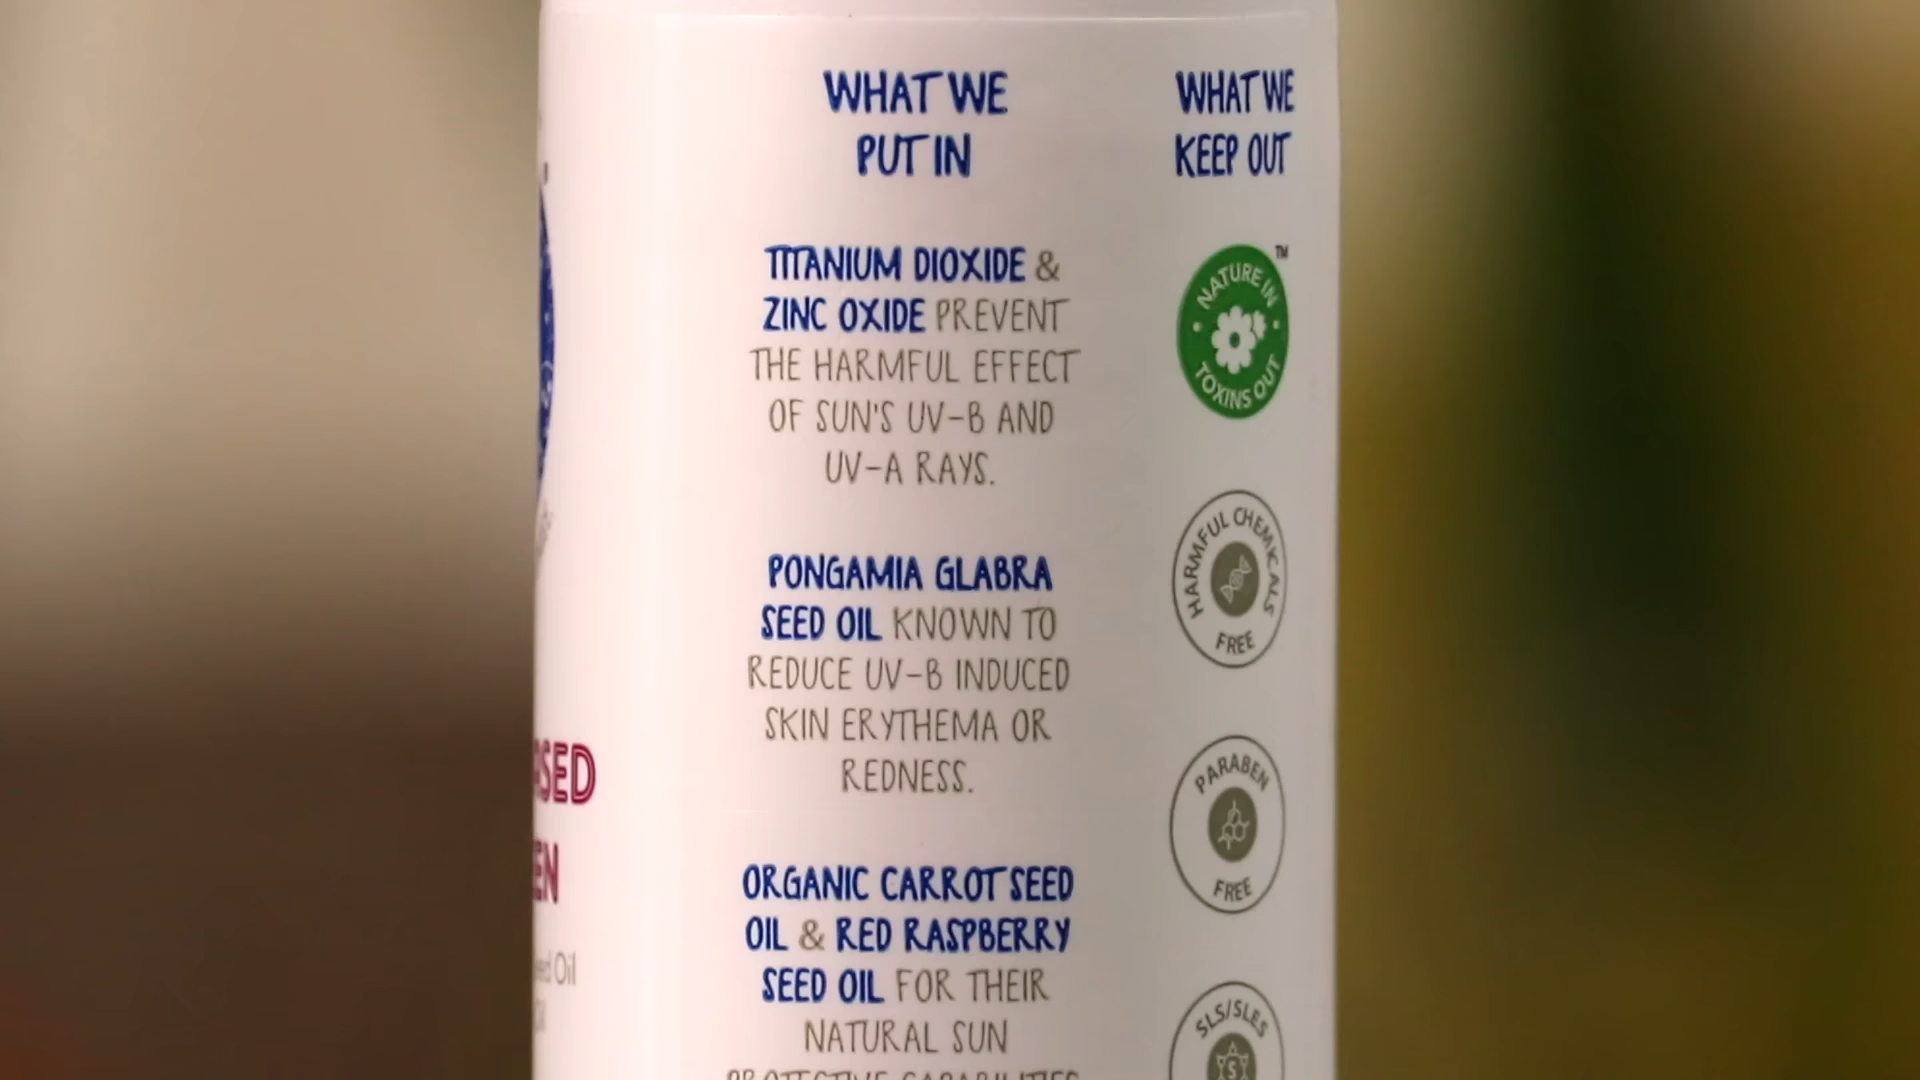 WHAT WE
PUT IN
TITANIUM DIOXIDE &
ZINC OXIDE PREVENT
THE HARMFUL EFFECT
OF SUN'S UV-B AND
UV-A RAYS.
PONGAMIA GLABRA
SEED OIL KNOWN TO
REDUCE UV-B INDUCED
SKIN ERYTHEMA OR
REDNESS.
ORGANIC CARROT SEED
OIL & RED RASPBERRY
SEED OIL FOR THEIR
NATURAL SUN
WHAT WE
KEEP OUT
NATURE IN
TOXINS OUT
TM
HARMFUL CHEMICALS
FREE
PARABEN
FREE
SLS/SLES
Oil